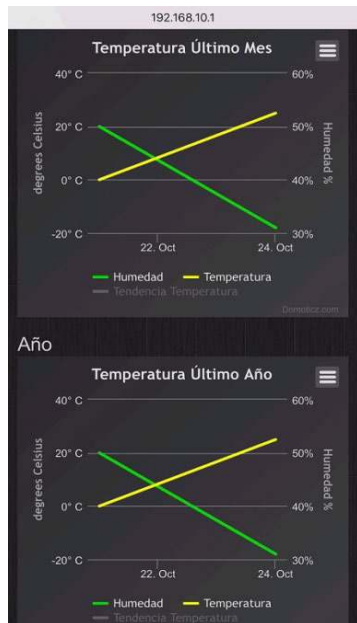 192.168.10.1
Temperatura Último Mes
40° C
60%
20° C
50%
0° C
40%
-20° C
30%
degrees Celsius
Humedad %
22. Oct
24. Oct
Humedad
Temperatura
Tendencia Temperatura
Domoticz.com
Año
Temperatura Último Año
40° C
60%
20° C
50%
0° C
40%
-20° C
30%
degrees Celsius
Humedad %
22. Oct
24. Oct
Humedad
Temperatura
Tendencia Temperatura